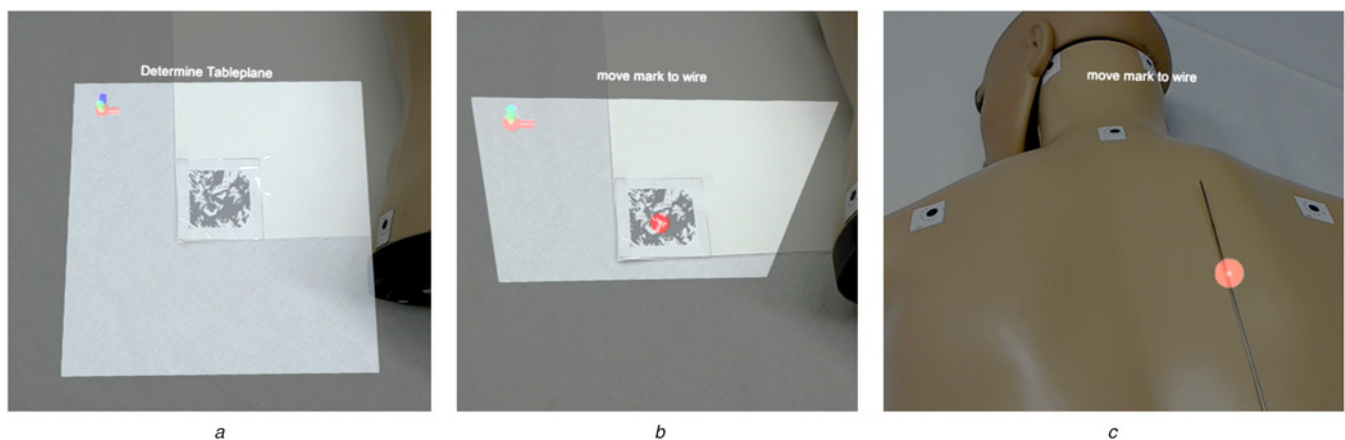 Determine Tableplane
move mark to wire
move mark to wire
a
b
c